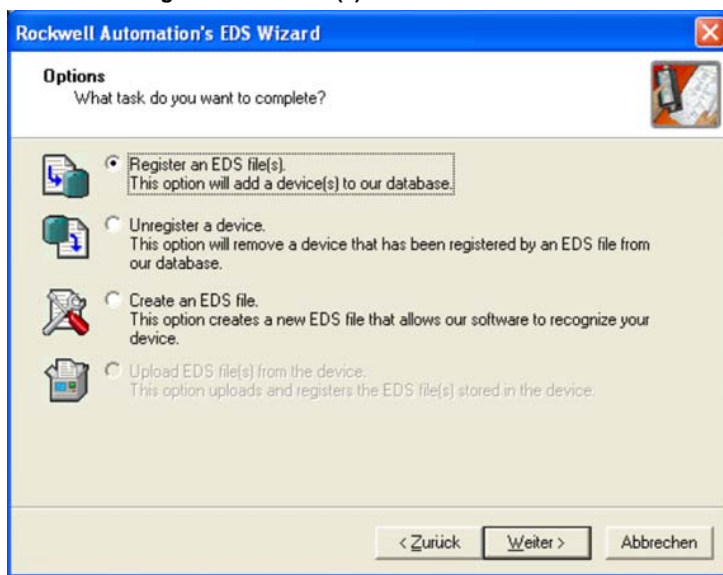 Rockwell Automation's EDS Wizard
Options
What task do you want to complete?
Register an EDS file(s).
This option will add a device(s) to our database.
Unregister a device.
This option will remove a device that has been registered by an EDS file from
our database.
Create an EDS file.
This option creates a new EDS file that allows our software to recognize your
device.
Upload EDS file(s) from the device.
This option uploads and registers the EDS file(s) stored in the device.
< Zurück
Weiter >
Abbrechen